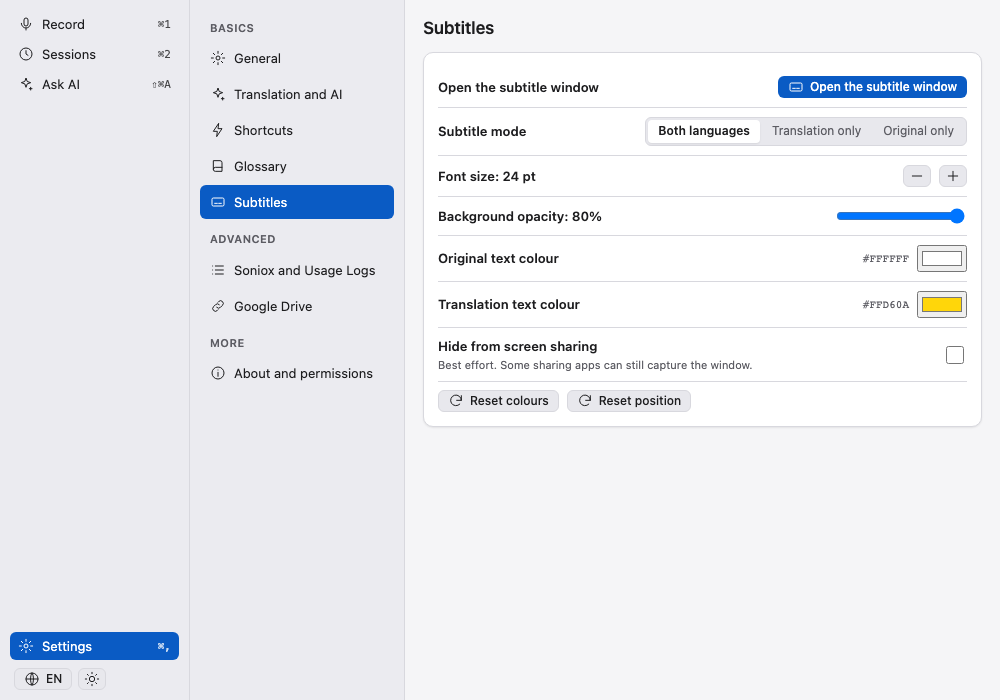 Record ⌘1
Sessions ⌘2
Ask AI ⇧⌘A
Settings ⌘,
EN
BASICS
General
Translation and AI
Shortcuts
Glossary
Subtitles
ADVANCED
Soniox and Usage Logs
Google Drive
MORE
About and permissions
Subtitles
Open the subtitle window Open the subtitle window
Subtitle mode Both languages Translation only Original only
Font size: 24 pt
Background opacity: 80%
Original text colour #FFFFFF
Translation text colour #FFD60A
Hide from screen sharing
Best effort. Some sharing apps can still capture the window.
Reset colours Reset position